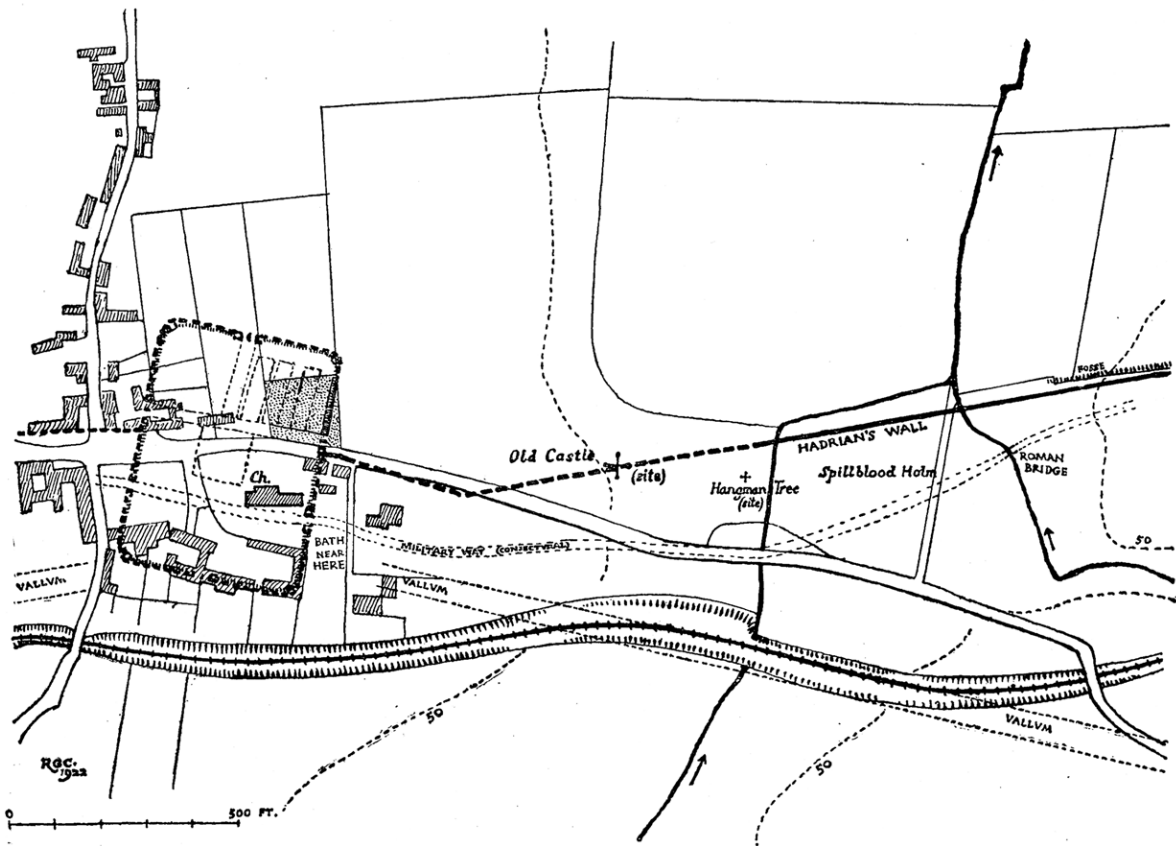 FOSSE
HADRIAN'S WALL
Old Castle
(site)
Hangman Tree
(site)
Spillblood Holm
ROMAN
BRIDGE
Ch.
BATH
NEAR
HERE
MILITARY WAY (CONJECTURAL)
50
VALLVM
VALLVM
50
50
VALLVM
RGC.
1922
0
500 FT.